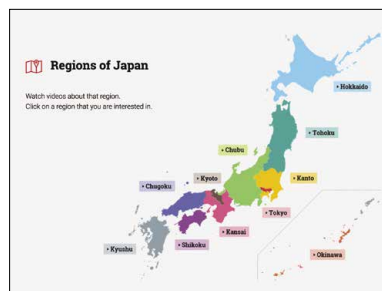 Regions of Japan
Watch videos about that region.
Click on a region that you are interested in.
• Hokkaido
• Tohoku
• Chubu
• Kyoto
• Kanto
• Chugoku
• Tokyo
• Kansai
• Shikoku
• Kyushu
• Okinawa